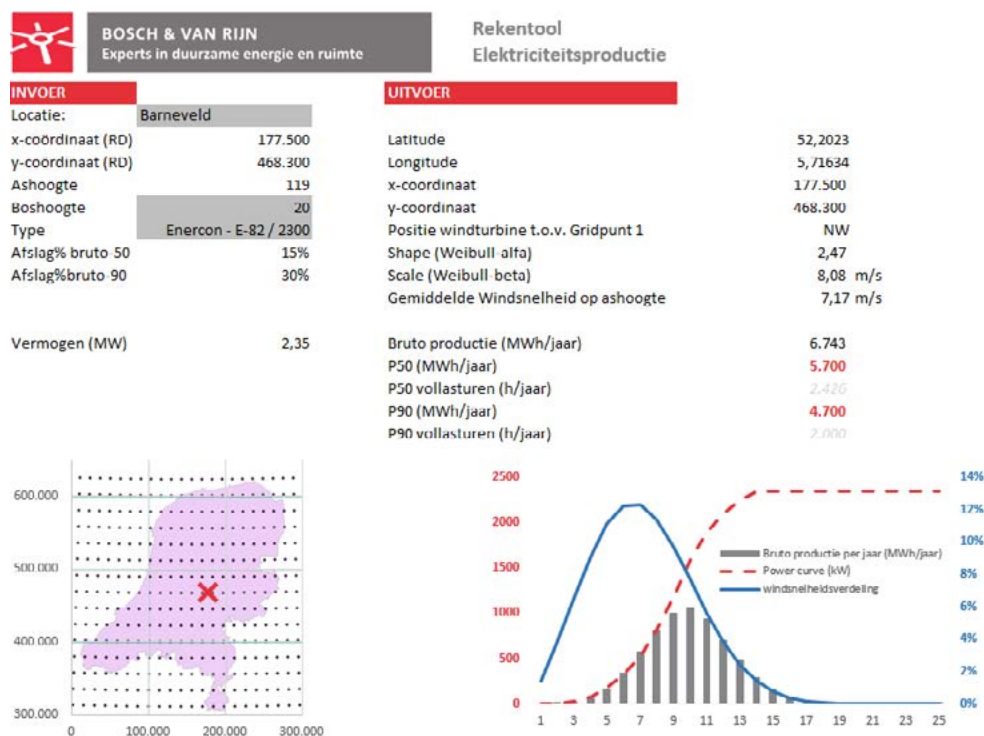 BOSCH & VAN RIJN
Experts in duurzame energie en ruimte
Rekentool
Elektriciteitsproductie
INVOER
Locatie: Barneveld
x-coördinaat (RD) 177.500
y-coördinaat (RD) 468.300
Ashoogte 119
Boshoogte 20
Type Enercon - E-82 / 2300
Afslag% bruto-50 15%
Afslag%bruto-90 30%
Vermogen (MW) 2,35
UITVOER
Latitude 52,2023
Longitude 5,71634
x-coordinaat 177.500
y-coordinaat 468.300
Positie windturbine t.o.v. Gridpunt 1 NW
Shape (Weibull-alfa) 2,47
Scale (Weibull-beta) 8,08 m/s
Gemiddelde Windsnelheid op ashoogte 7,17 m/s
Bruto productie (MWh/jaar) 6.743
P50 (MWh/jaar) 5.700
P50 vollasturen (h/jaar) 2.426
P90 (MWh/jaar) 4.700
P90 vollasturen (h/jaar) 2.000
600.000
500.000
400.000
300.000
0 100.000 200.000 300.000
2500
2000
1500
1000
500
0
Bruto productie per jaar (MWh/jaar)
Power curve (kW)
windsnelheidsverdeling
14%
12%
10%
8%
6%
4%
2%
0%
1 3 5 7 9 11 13 15 17 19 21 23 25